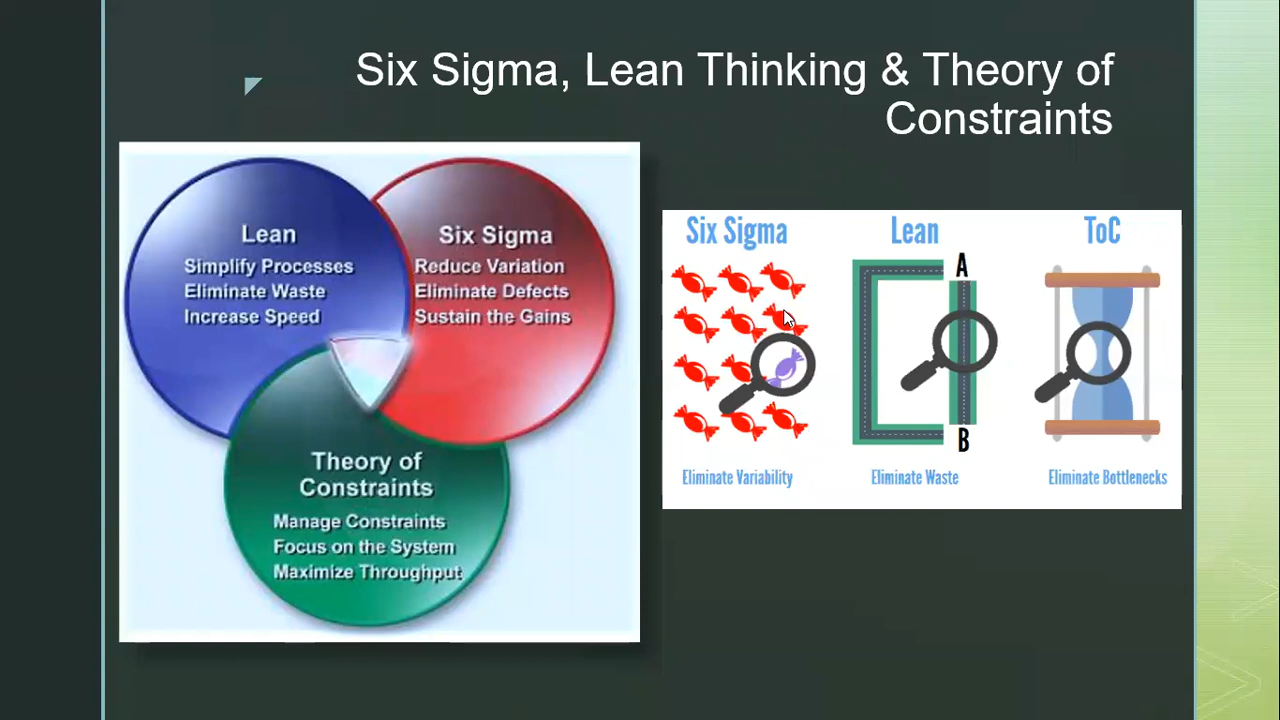 Six Sigma, Lean Thinking & Theory of
Constraints
Lean
Simplify Processes
Eliminate Waste
Increase Speed
Six Sigma
Reduce Variation
Eliminate Defects
Sustain the Gains
Theory of
Constraints
Manage Constraints
Focus on the System
Maximize Throughput
Six Sigma
Eliminate Variability
Lean
A
B
Eliminate Waste
ToC
Eliminate Bottlenecks